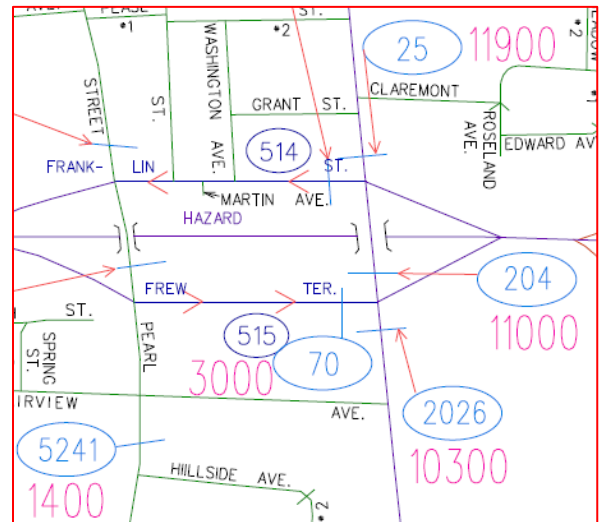 PEASE
*1
ST.
*2
STREET
ST.
WASHINGTON
AVE.
GRANT ST.
25
11900
*2
*1
CLAREMONT
ROSELAND
AVE.
EDWARD AV
514
FRANK-
LIN
ST.
MARTIN AVE.
HAZARD
FREW
TER.
204
11000
ST.
SPRING
ST.
PEARL
515
70
3000
IRVIEW
AVE.
2026
10300
5241
1400
HILLSIDE AVE.
*2